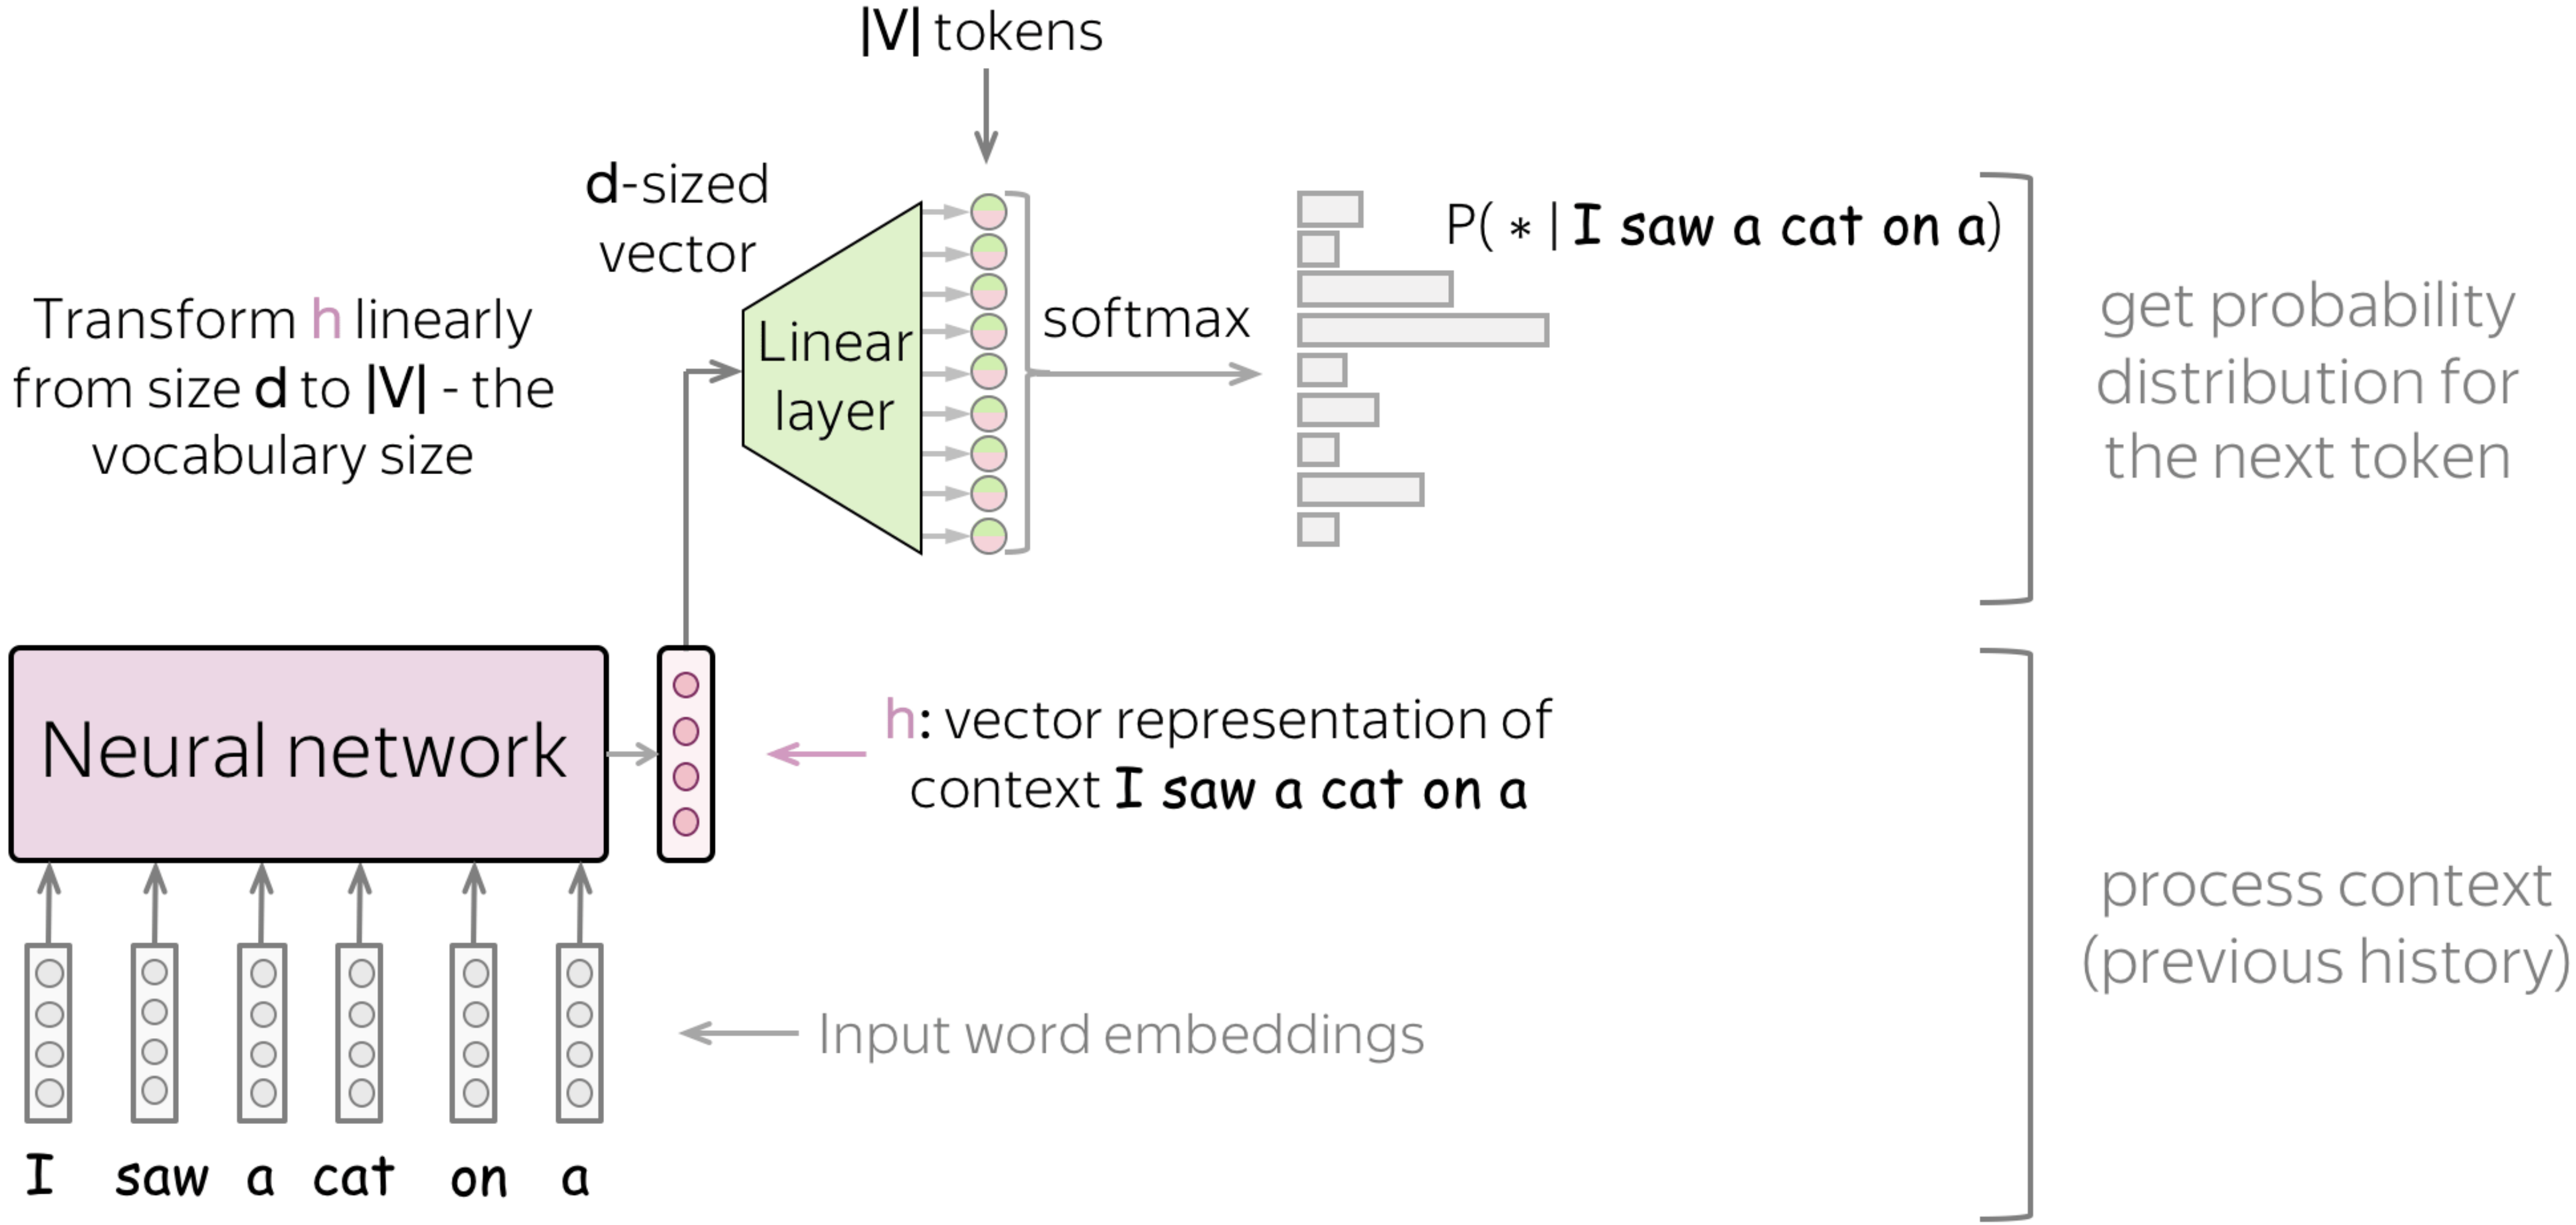 |V| tokens
d-sized
vector
Transform h linearly
from size d to |V| - the
vocabulary size
Linear
layer
softmax
P( * | I saw a cat on a)
get probability
distribution for
the next token
Neural network
h: vector representation of
context I saw a cat on a
process context
(previous history)
Input word embeddings
I saw a cat on a